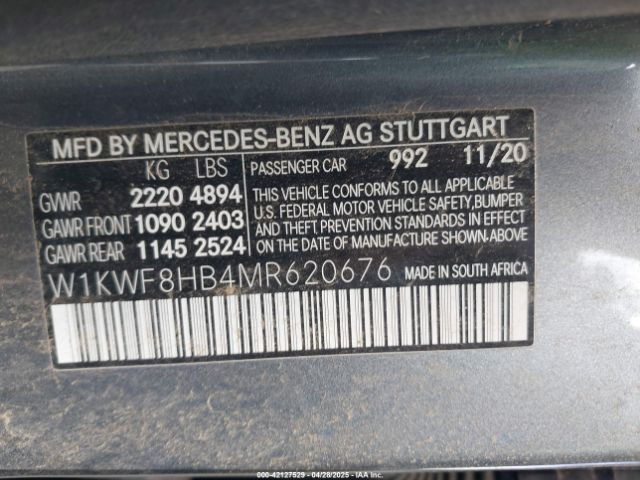 MFD BY MERCEDES-BENZ AG STUTTGART
KG LBS PASSENGER CAR 992 11/20
GVWR 2220 4894
GAWR FRONT 1090 2403
GAWR REAR 1145 2524
THIS VEHICLE CONFORMS TO ALL APPLICABLE
U.S. FEDERAL MOTOR VEHICLE SAFETY, BUMPER
AND THEFT PREVENTION STANDARDS IN EFFECT
ON THE DATE OF MANUFACTURE SHOWN ABOVE.
W1KWF8HB4MR620676 MADE IN SOUTH AFRICA
000-42127529 - 04/28/2025 - IAAI, INC.